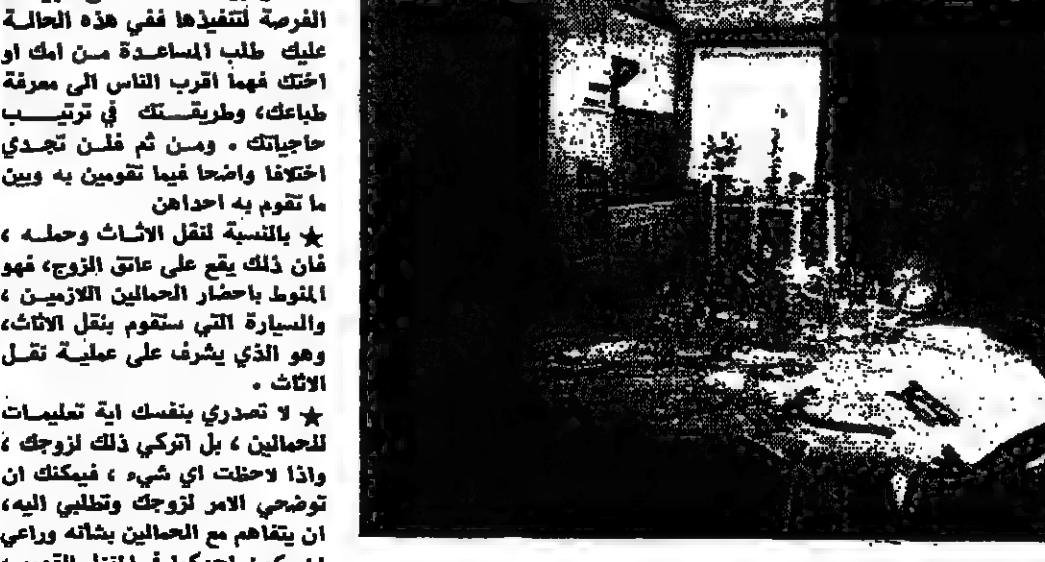 الفرصة لتنفيذها ففي هذه الحالة
عليك طلب المساعدة من امك او
اختك فهما اقرب الناس الى معرفة
طباعك، وطريقتك في ترتيب
حاجياتك . ومن ثم فلن تجدي
اختلافا واضحا فيما تقومين به وبين
ما تقوم به احداهن
★ بالنسبة لنقل الاثاث وحمله ،
فان ذلك يقع على عاتق الزوج، فهو
المنوط باحضار الحمالين اللازمين ،
والسيارة التي ستقوم بنقل الاثاث،
وهو الذي يشرف على عملية نقل
الاثاث .
★ لا تصدري بنفسك اية تعليمات
للحمالين ، بل اتركي ذلك لزوجك ،
واذا لاحظت اي شيء ، فيمكنك ان
توضحي الامر لزوجك وتطلبي اليه،
ان يتفاهم مع الحمالين بشأنه وراعي